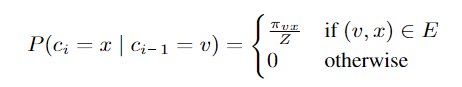 P(c_i = x | c_{i-1} = v) = { π_{vx}/Z if (v, x) ∈ E
0 otherwise